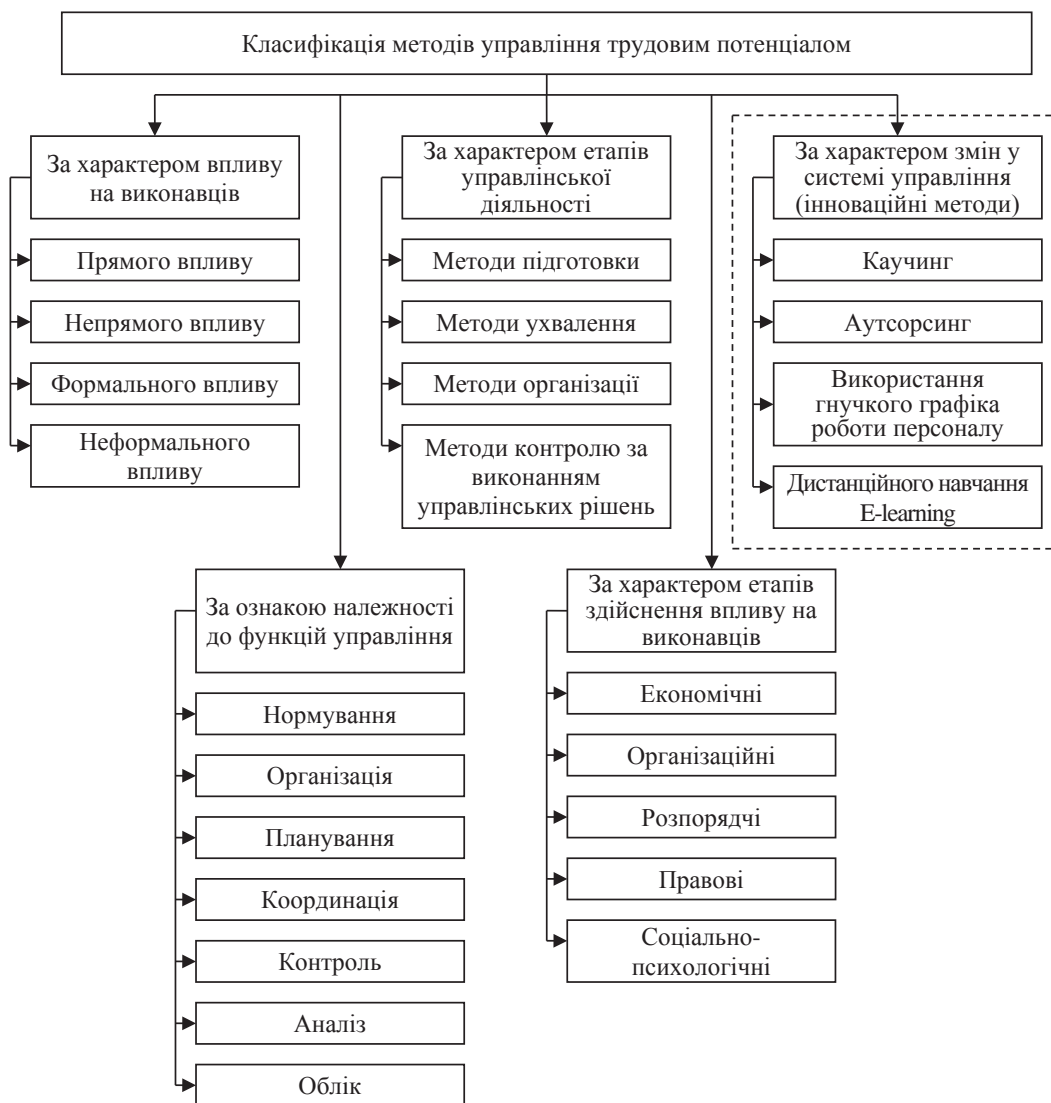 Класифікація методів управління трудовим потенціалом
За характером впливу
на виконавців
Прямого впливу
Непрямого впливу
Формального впливу
Неформального
впливу
За характером етапів
управлінської
діяльності
Методи підготовки
Методи ухвалення
Методи організації
Методи контролю за
виконанням
управлінських рішень
За характером змін у
системі управління
(інноваційні методи)
Каучинг
Аутсорсинг
Використання
гнучкого графіка
роботи персоналу
Дистанційного навчання
E-learning
За ознакою належності
до функцій управління
Нормування
Організація
Планування
Координація
Контроль
Аналіз
Облік
За характером етапів
здійснення впливу на
виконавців
Економічні
Організаційні
Розпорядчі
Правові
Соціально-
психологічні